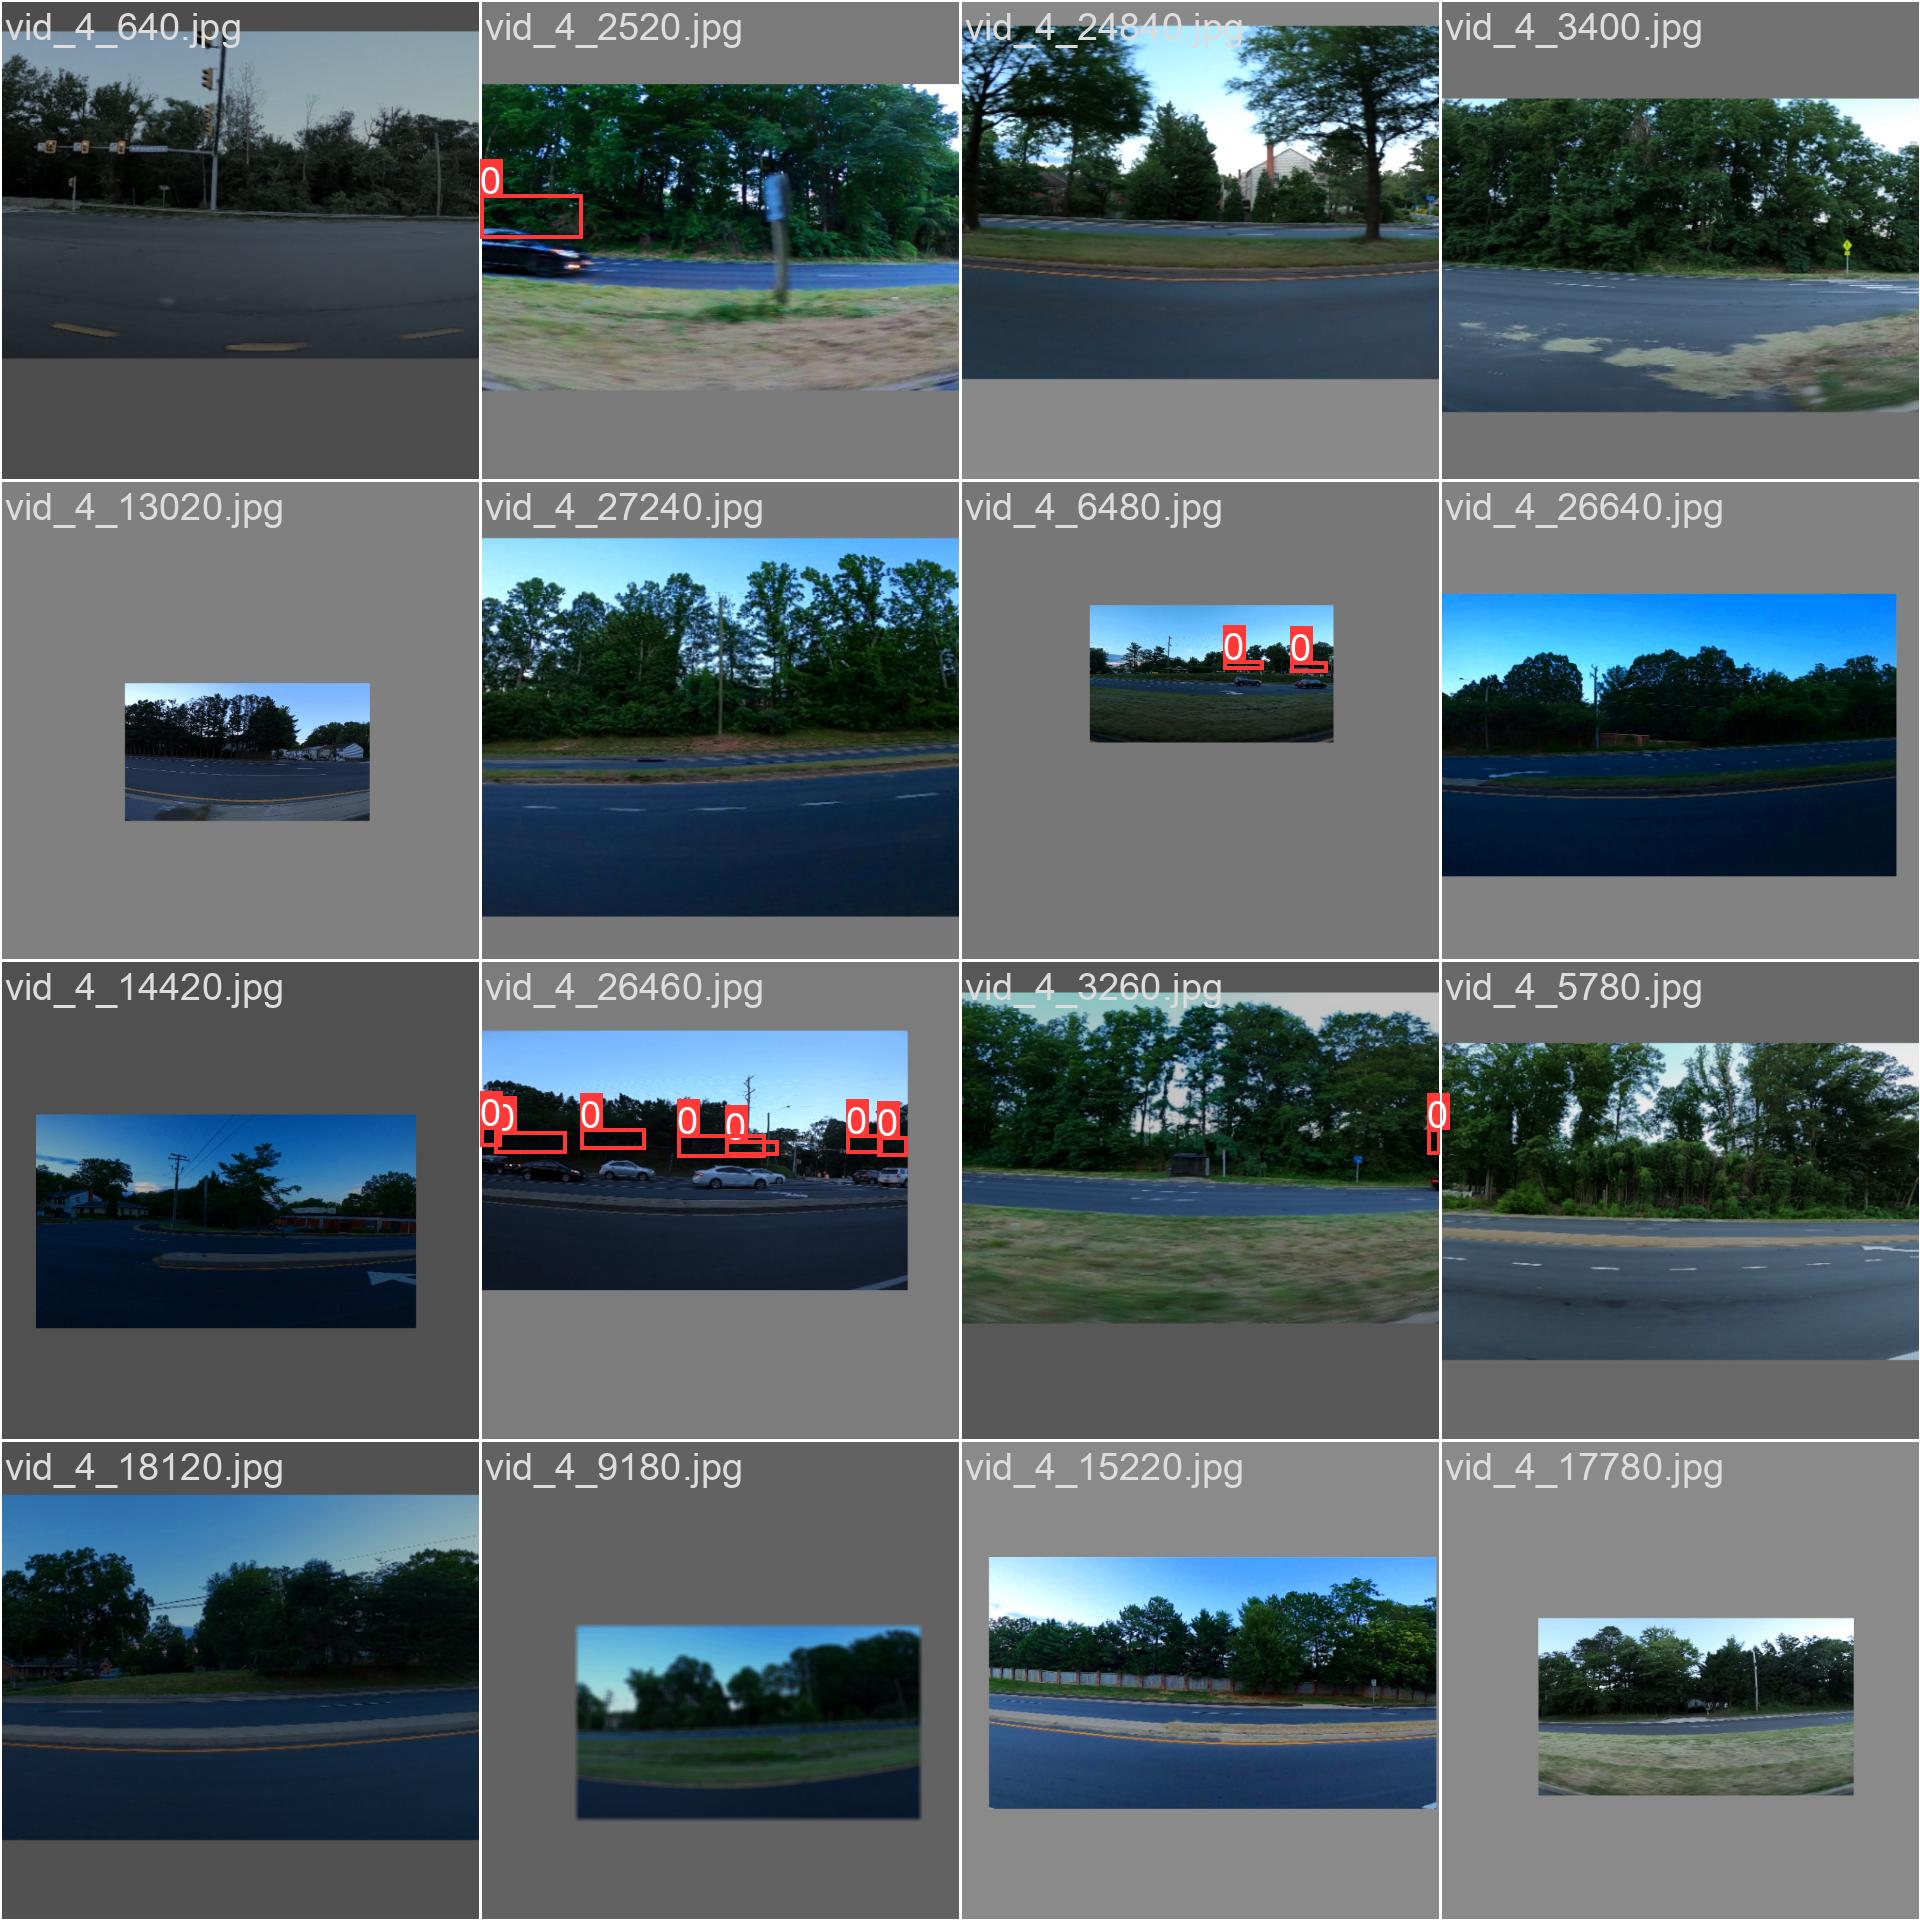 vid_4_640.jpg
vid_4_2520.jpg
vid_4_24840.jpg
vid_4_3400.jpg
0
vid_4_13020.jpg
vid_4_27240.jpg
vid_4_6480.jpg
vid_4_26640.jpg
0
0
vid_4_14420.jpg
vid_4_26460.jpg
vid_4_3260.jpg
vid_4_5780.jpg
0
0
0
0
0
0
0
0
vid_4_18120.jpg
vid_4_9180.jpg
vid_4_15220.jpg
vid_4_17780.jpg